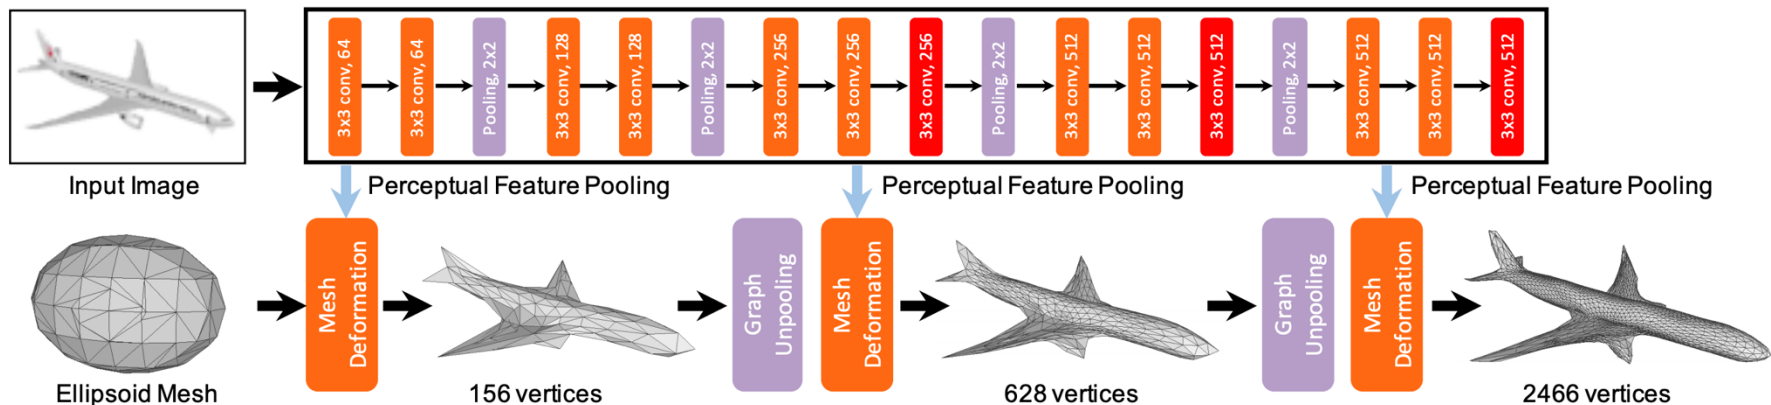 3x3 conv, 64
3x3 conv, 64
Pooling, 2x2
3x3 conv, 128
3x3 conv, 128
Pooling, 2x2
3x3 conv, 256
3x3 conv, 256
3x3 conv, 256
Pooling, 2x2
3x3 conv, 512
3x3 conv, 512
3x3 conv, 512
Pooling, 2x2
3x3 conv, 512
3x3 conv, 512
3x3 conv, 512
Input Image
Perceptual Feature Pooling
Perceptual Feature Pooling
Perceptual Feature Pooling
Mesh
Deformation
Graph
Unpooling
Mesh
Deformation
Graph
Unpooling
Mesh
Deformation
Ellipsoid Mesh
156 vertices
628 vertices
2466 vertices